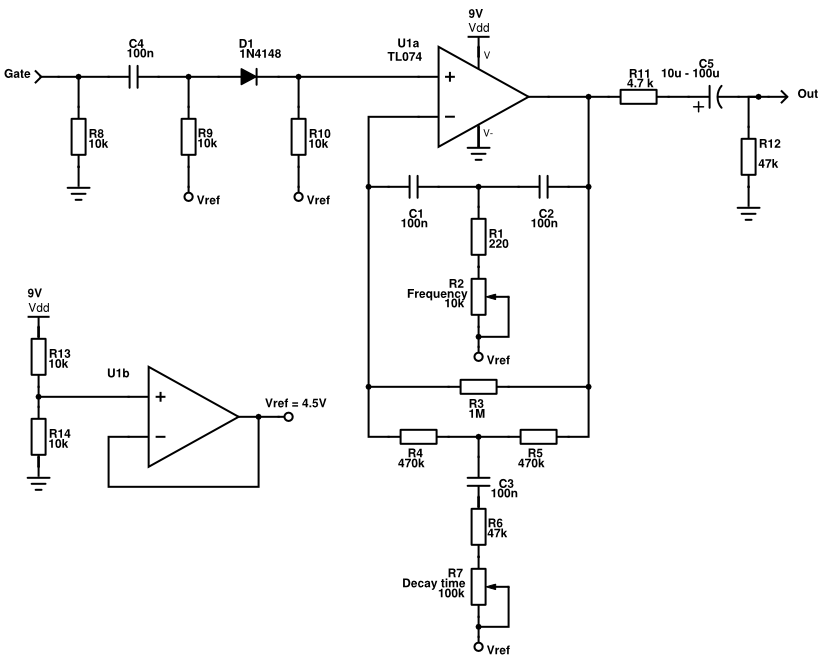 Gate
C4
100n
D1
1N4148
U1a
TL074
9V
Vdd
V
+
−
V-
R8
10k
R9
10k
Vref
R10
10k
Vref
R11
4.7 k
C5
10u - 100u
+
Out
R12
47k
C1
100n
C2
100n
R1
220
R2
Frequency
10k
Vref
R3
1M
R4
470k
R5
470k
C3
100n
R6
47k
R7
Decay time
100k
Vref
9V
Vdd
R13
10k
R14
10k
U1b
+
−
Vref = 4.5V